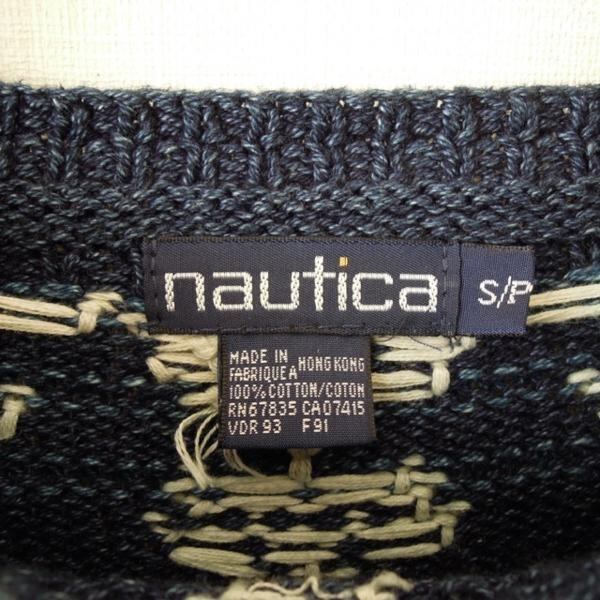 nautica
S/P
MADE IN
FABRIQUE A HONG KONG
100% COTTON/COTON
RN67835 CA07415
VDR 93 F91